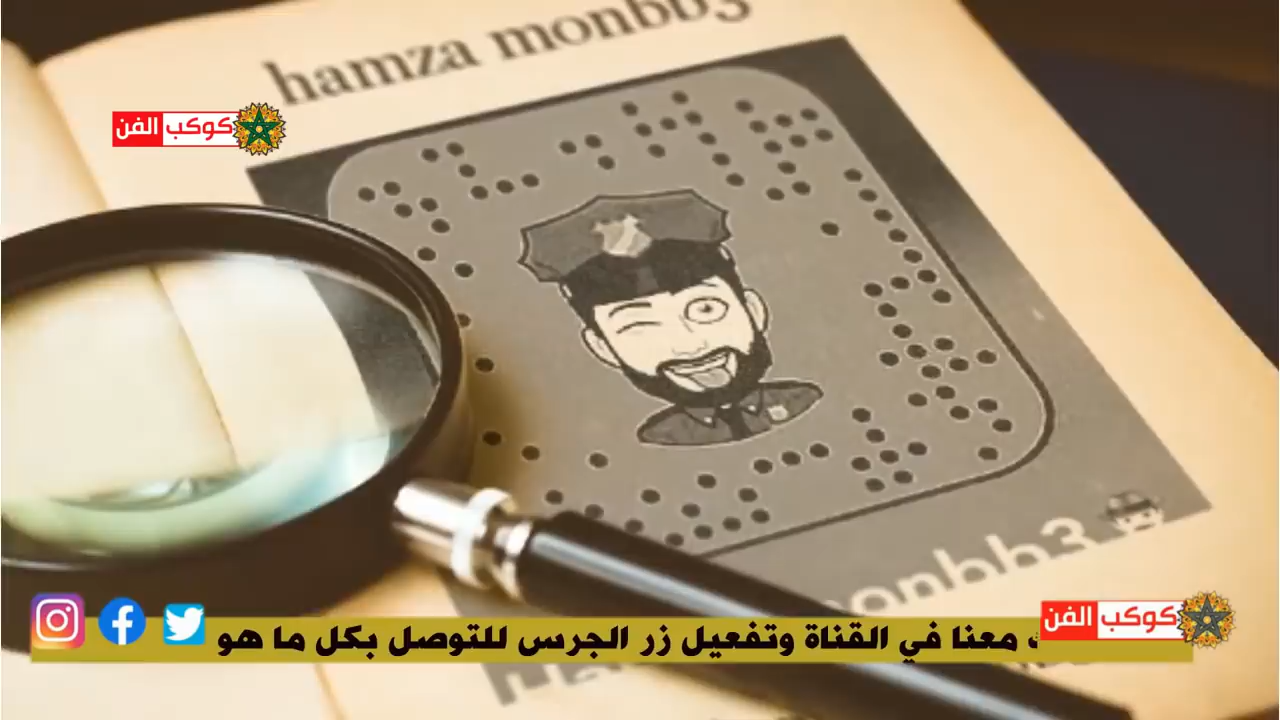 hamza monbb3
كوكب الفن
monbb3
معنا في القناة وتفعيل زر الجرس للتوصل بكل ما هو
كوكب الفن